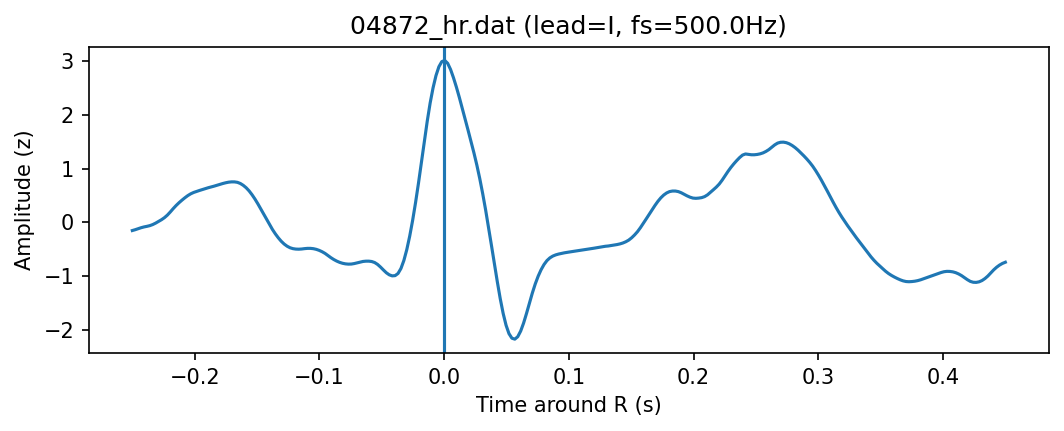 04872_hr.dat (lead=I, fs=500.0Hz)
Amplitude (z)
3
2
1
0
−1
−2
−0.2 −0.1 0.0 0.1 0.2 0.3 0.4
Time around R (s)